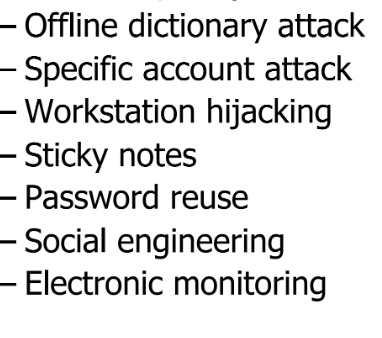 – Offline dictionary attack
– Specific account attack
– Workstation hijacking
– Sticky notes
– Password reuse
– Social engineering
– Electronic monitoring